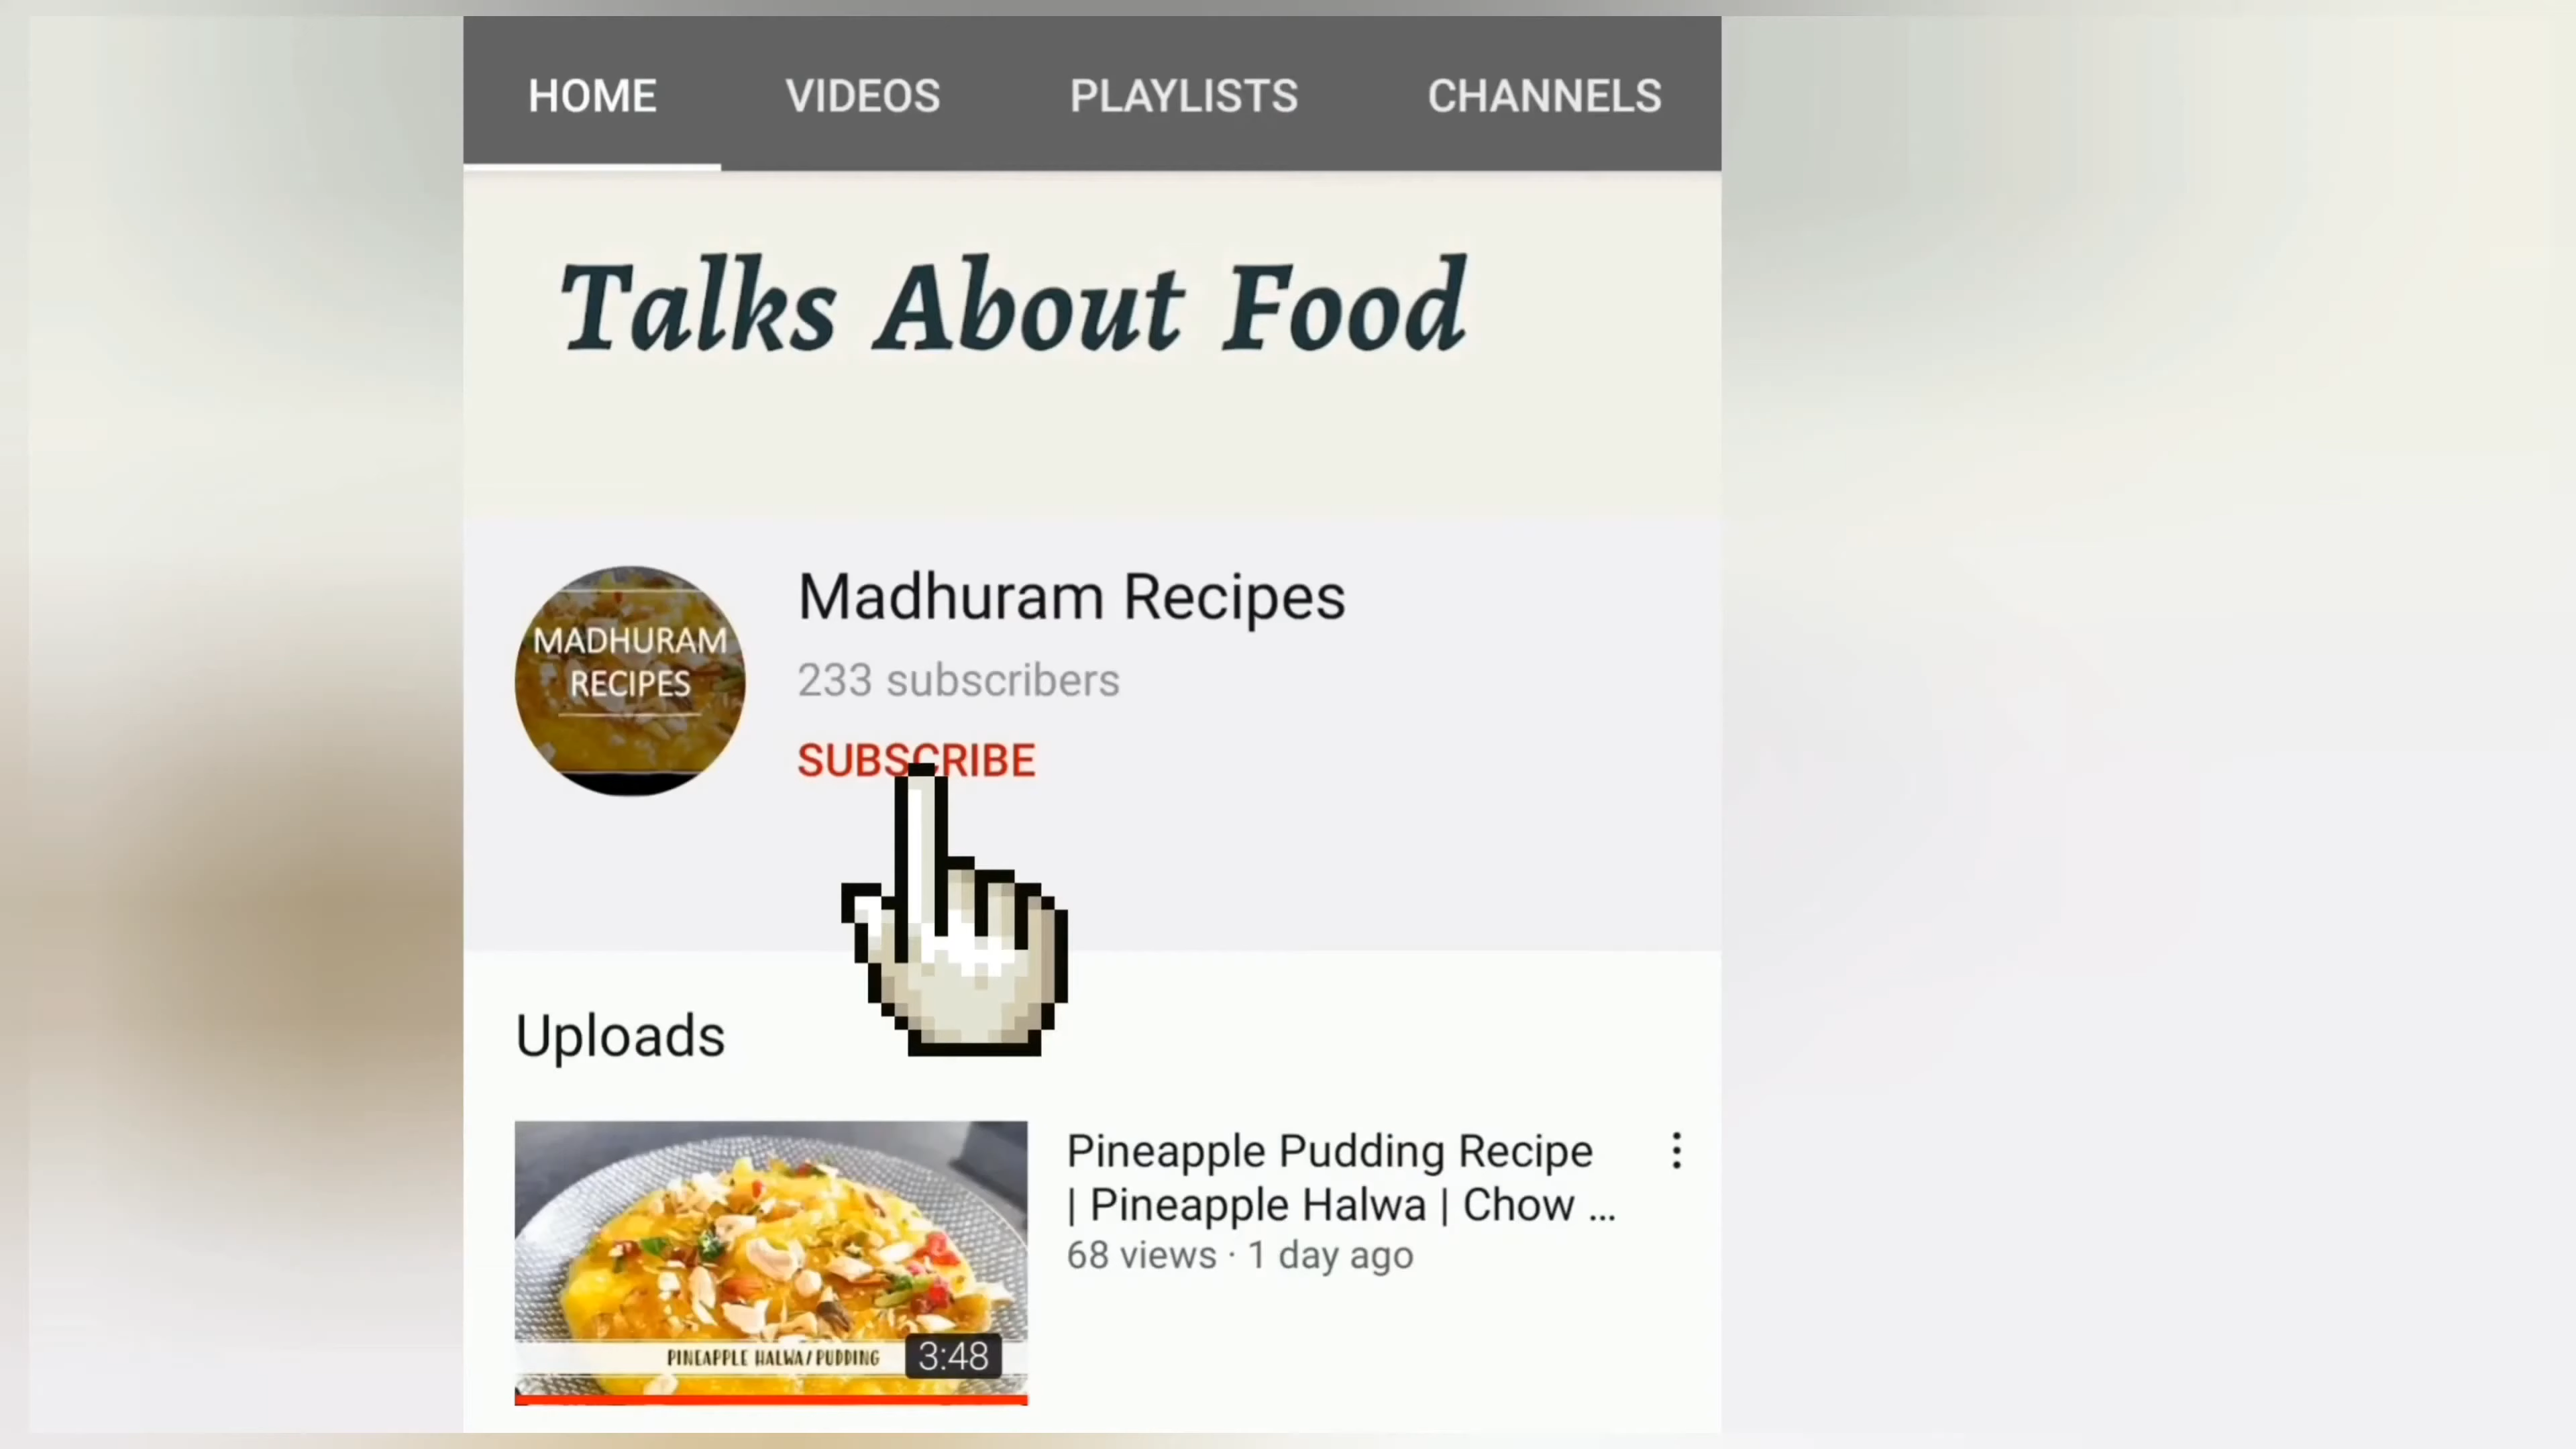 HOME VIDEOS PLAYLISTS CHANNELS
Talks About Food
MADHURAM
RECIPES
Madhuram Recipes
233 subscribers
SUBSCRIBE
Uploads
PINEAPPLE HALWA/PUDDING
3:48
Pineapple Pudding Recipe
| Pineapple Halwa | Chow ...
68 views · 1 day ago